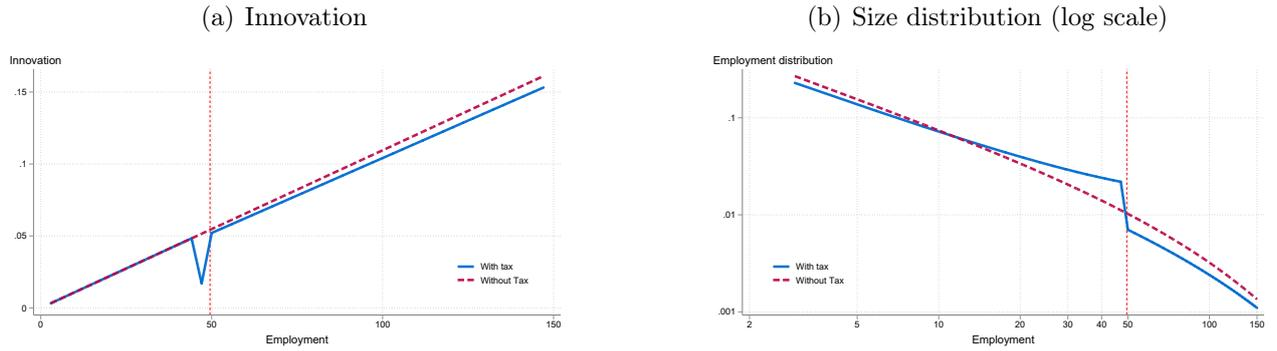 (a) Innovation
Innovation
.15
.1
.05
0
0
50
100
150
Employment
With tax
Without Tax
(b) Size distribution (log scale)
Employment distribution
.1
.01
.001
2
5
10
20
30
40
50
100
150
Employment
With tax
Without Tax